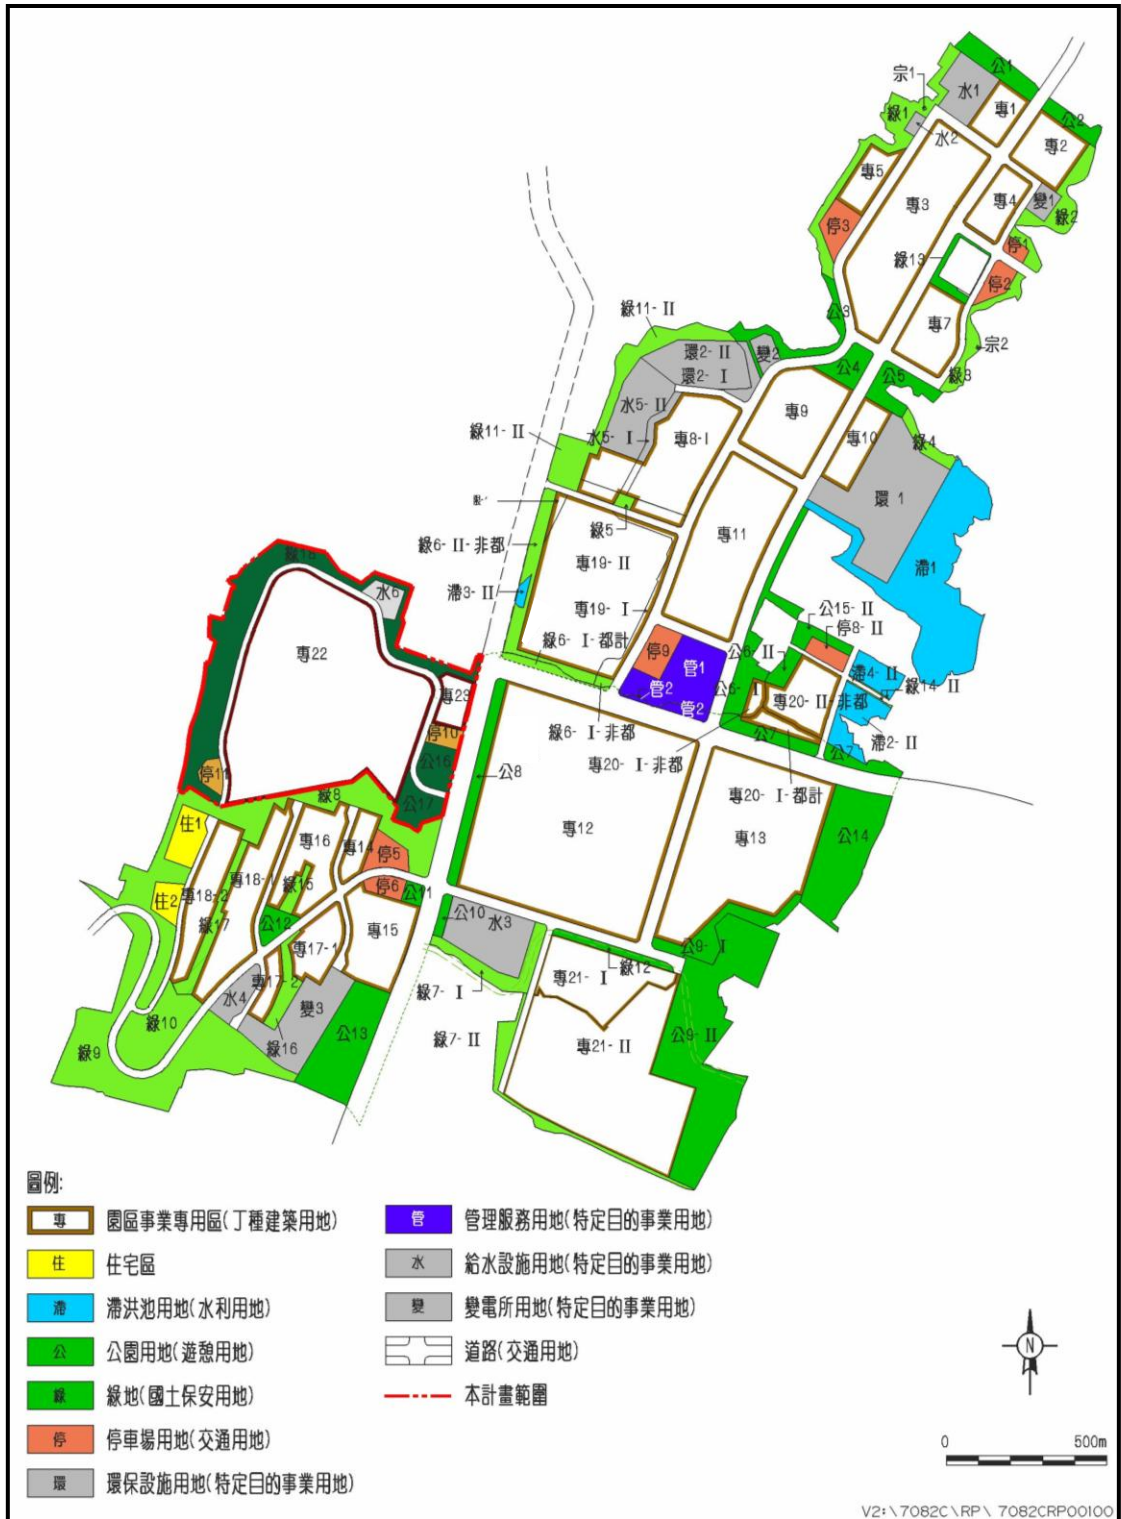 公1
宗1
水1
綠1
專1
公2
水2
專2
專5
專3
專4
變1
綠2
停3
停1
綠13
停2
公3
專7
宗2
綠11-II
環2-II
變2
環2-I
公4
公5
綠3
水5-II
專9
綠11-II
水5-I
專8-I
專10
綠4
環 1
綠5
專11
綠6-II-非都
專19-II
滯1
滯3-II
水6
專19-I
公15-II
停8-II
綠6-I-都計
停9
公6-II
專22
管1
滯4-II
專23
管2
公6-I
專20-II-非都
綠14-II
管2
停10
綠6-I-非都
公7
公7
滯2-II
公16
專20-I-非都
停11
公8
公17
綠8
專20-I-都計
住1
專12
專13
公14
專16
專14
停5
專18-1
停6
綠15
住2
專18-2
公11
綠17
公12
公10
水3
專15
專17-1
公9-I
綠12
專17-2
專21-I
水4
變3
綠7-I
綠10
公13
綠7-II
公9-II
綠16
專21-II
綠9
圖例:
專 園區事業專用區(丁種建築用地)
管 管理服務用地(特定目的事業用地)
住 住宅區
水 給水設施用地(特定目的事業用地)
滯 滯洪池用地(水利用地)
變 變電所用地(特定目的事業用地)
公 公園用地(遊憩用地)
道路(交通用地)
綠 綠地(國土保安用地)
本計畫範圍
停 停車場用地(交通用地)
環 環保設施用地(特定目的事業用地)
N
0 500m
V2:\7082C\RP\ 7082CRP00100